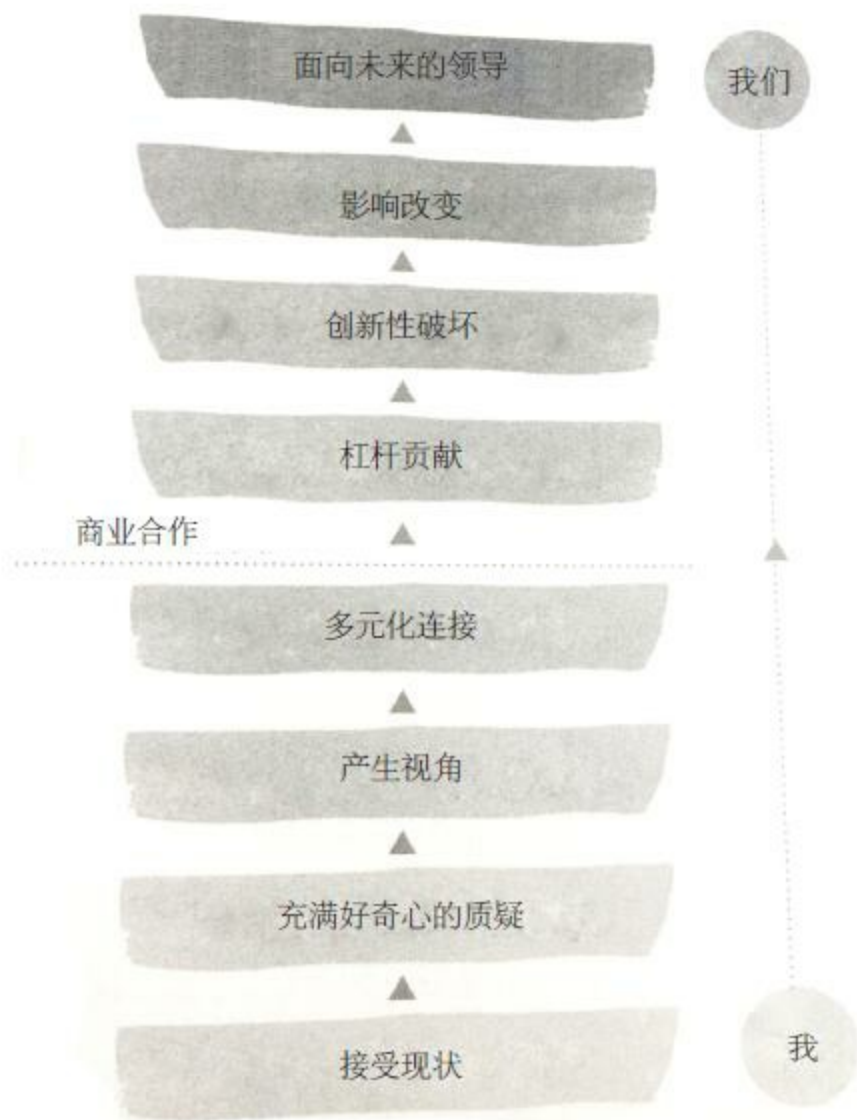 面向未来的领导
我们
影响改变
创新性破坏
杠杆贡献
商业合作
多元化连接
产生视角
充满好奇心的质疑
接受现状
我